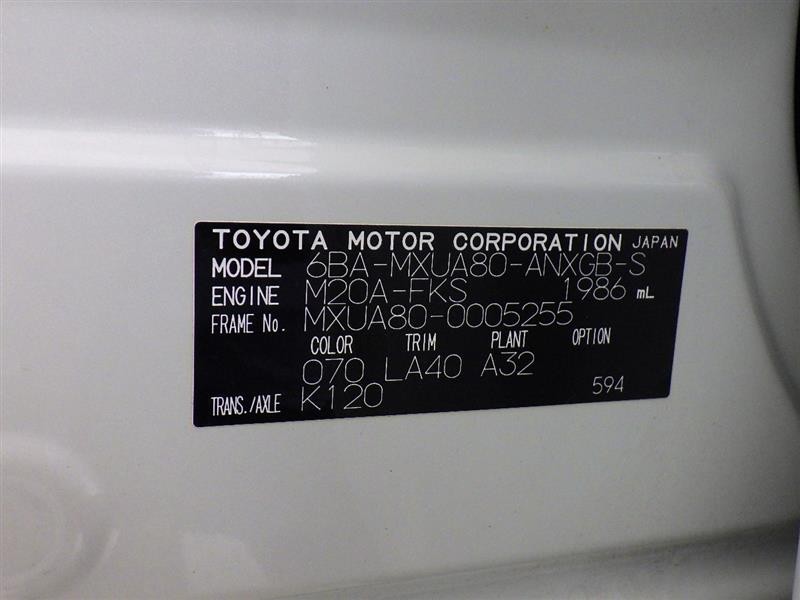 TOYOTA MOTOR CORPORATION JAPAN
MODEL 6BA-MXUA80-ANXGB-S
ENGINE M20A-FKS 1986 mL
FRAME No. MXUA80-0005255
COLOR TRIM PLANT OPTION
070 LA40 A32
TRANS./AXLE K120 594